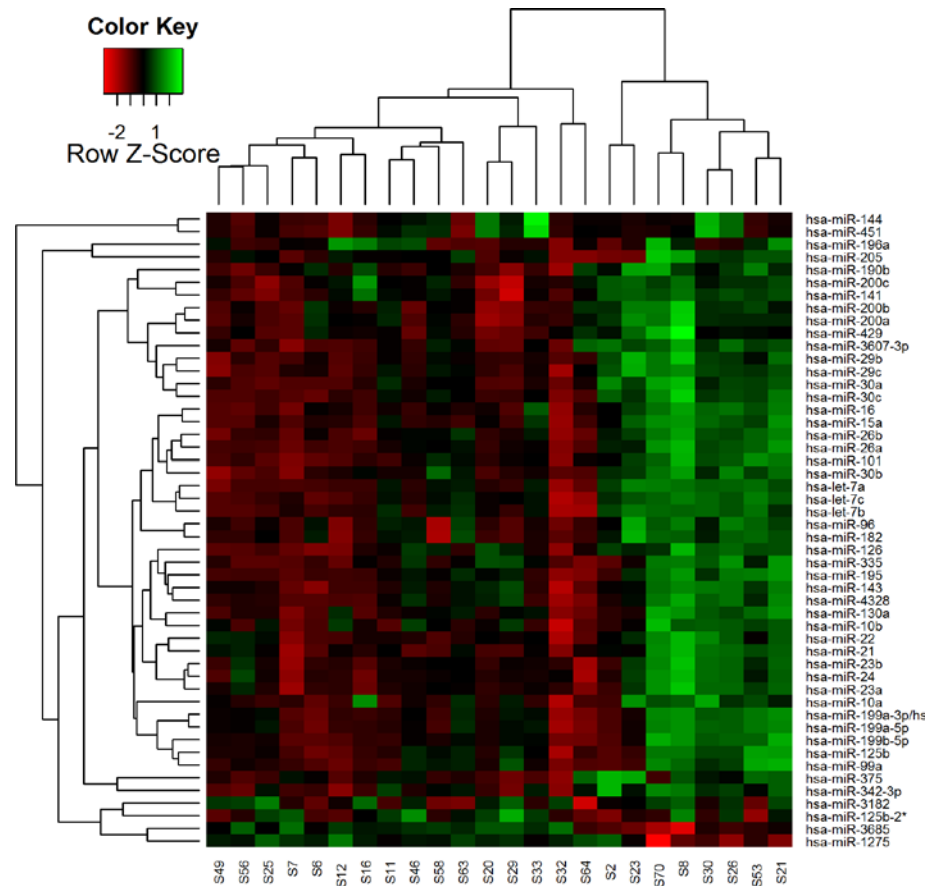 Color Key
-2 1
Row Z-Score
hsa-miR-144
hsa-miR-451
hsa-miR-196a
hsa-miR-205
hsa-miR-190b
hsa-miR-200c
hsa-miR-141
hsa-miR-200b
hsa-miR-200a
hsa-miR-429
hsa-miR-3607-3p
hsa-miR-29b
hsa-miR-29c
hsa-miR-30a
hsa-miR-30c
hsa-miR-16
hsa-miR-15a
hsa-miR-26b
hsa-miR-26a
hsa-miR-101
hsa-miR-30b
hsa-let-7a
hsa-let-7c
hsa-let-7b
hsa-miR-96
hsa-miR-182
hsa-miR-126
hsa-miR-335
hsa-miR-195
hsa-miR-143
hsa-miR-4328
hsa-miR-130a
hsa-miR-10b
hsa-miR-22
hsa-miR-21
hsa-miR-23b
hsa-miR-24
hsa-miR-23a
hsa-miR-10a
hsa-miR-199a-3p/hs
hsa-miR-199a-5p
hsa-miR-199b-5p
hsa-miR-125b
hsa-miR-99a
hsa-miR-375
hsa-miR-342-3p
hsa-miR-3182
hsa-miR-125b-2*
hsa-miR-3685
hsa-miR-1275
S49 S56 S25 S7 S6 S12 S16 S11 S46 S58 S63 S20 S29 S33 S32 S64 S2 S23 S70 S8 S30 S26 S53 S21